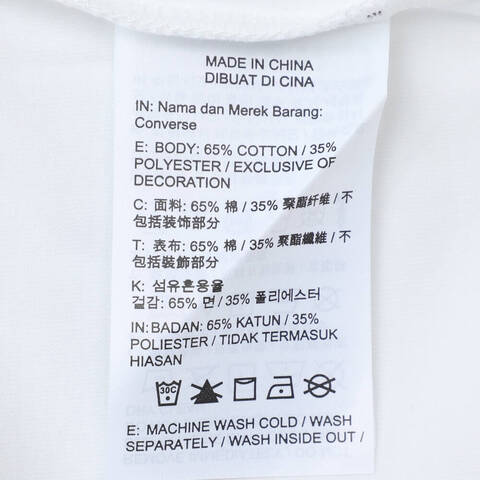 MADE IN CHINA
DIBUAT DI CINA
IN: Nama dan Merek Barang:
Converse
E: BODY: 65% COTTON / 35%
POLYESTER / EXCLUSIVE OF
DECORATION
C: 面料: 65% 棉 / 35% 聚酯纤维 / 不
包括装饰部分
T: 表布: 65% 棉 / 35% 聚酯纖維 / 不
包括裝飾部分
K: 섬유혼용율
겉감: 65% 면 / 35% 폴리에스터
IN: BADAN: 65% KATUN / 35%
POLIESTER / TIDAK TERMASUK
HIASAN
30C
E: MACHINE WASH COLD / WASH
SEPARATELY / WASH INSIDE OUT /